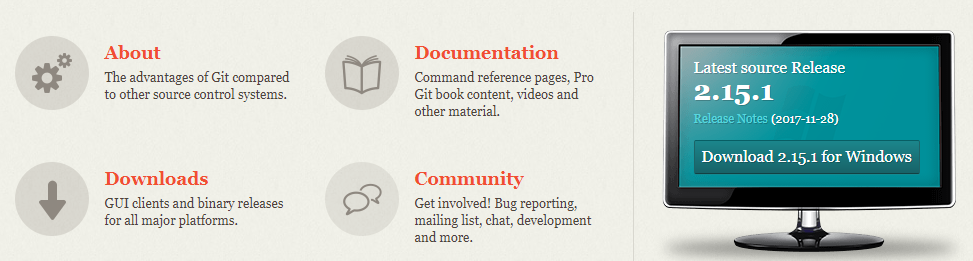 About
The advantages of Git compared
to other source control systems.
Documentation
Command reference pages, Pro
Git book content, videos and
other material.
Downloads
GUI clients and binary releases
for all major platforms.
Community
Get involved! Bug reporting,
mailing list, chat, development
and more.
Latest source Release
2.15.1
Release Notes (2017-11-28)
Download 2.15.1 for Windows